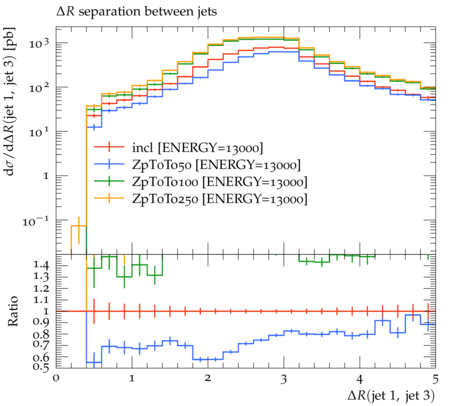 ΔR separation between jets
dσ/dΔR(jet 1, jet 3) [pb]
10³
10²
10¹
1
10⁻¹
incl [ENERGY=13000]
ZpToTo50 [ENERGY=13000]
ZpToTo100 [ENERGY=13000]
ZpToTo250 [ENERGY=13000]
Ratio
1.4
1.3
1.2
1.1
1
0.9
0.8
0.7
0.6
0.5
0 1 2 3 4 5
ΔR(jet 1, jet 3)